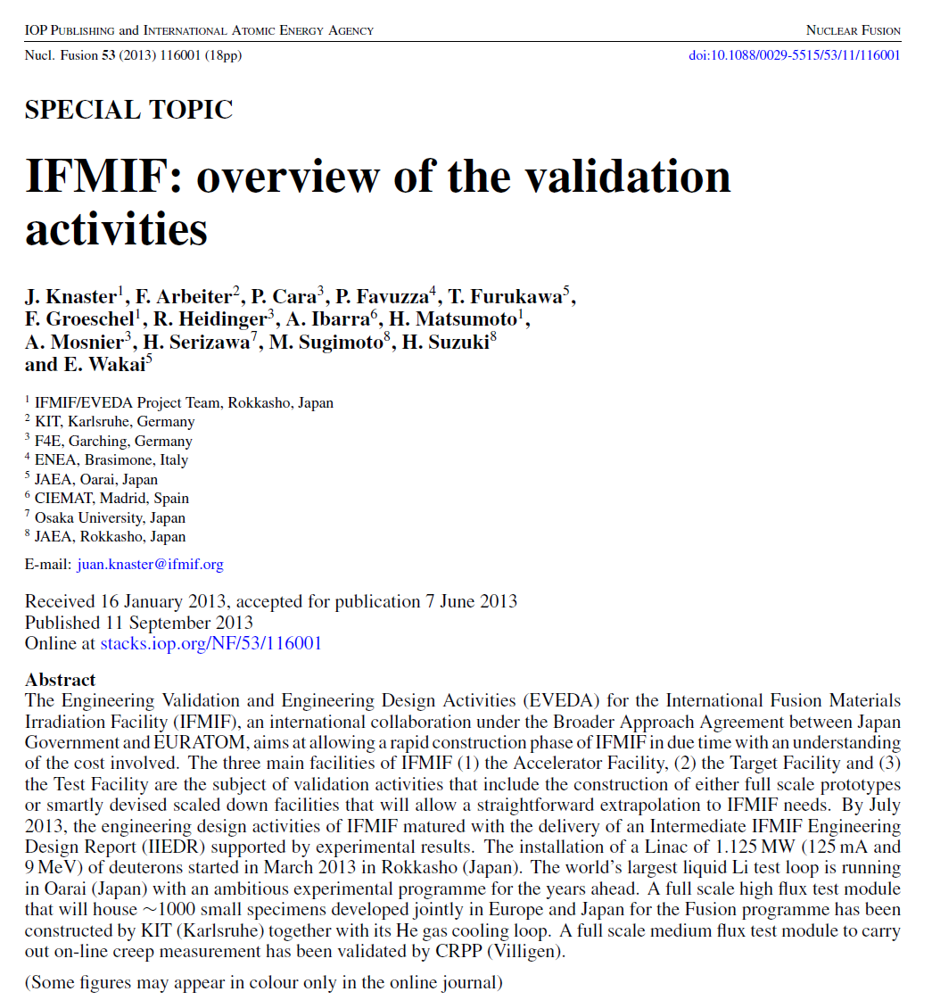 IOP PUBLISHING and INTERNATIONAL ATOMIC ENERGY AGENCY NUCLEAR FUSION
Nucl. Fusion 53 (2013) 116001 (18pp) doi:10.1088/0029-5515/53/11/116001
SPECIAL TOPIC
IFMIF: overview of the validation
activities
J. Knaster1, F. Arbeiter2, P. Cara3, P. Favuzza4, T. Furukawa5,
F. Groeschel1, R. Heidinger3, A. Ibarra6, H. Matsumoto1,
A. Mosnier3, H. Serizawa7, M. Sugimoto8, H. Suzuki8
and E. Wakai5
1 IFMIF/EVEDA Project Team, Rokkasho, Japan
2 KIT, Karlsruhe, Germany
3 F4E, Garching, Germany
4 ENEA, Brasimone, Italy
5 JAEA, Oarai, Japan
6 CIEMAT, Madrid, Spain
7 Osaka University, Japan
8 JAEA, Rokkasho, Japan
E-mail: juan.knaster@ifmif.org
Received 16 January 2013, accepted for publication 7 June 2013
Published 11 September 2013
Online at stacks.iop.org/NF/53/116001
Abstract
The Engineering Validation and Engineering Design Activities (EVEDA) for the International Fusion Materials
Irradiation Facility (IFMIF), an international collaboration under the Broader Approach Agreement between Japan
Government and EURATOM, aims at allowing a rapid construction phase of IFMIF in due time with an understanding
of the cost involved. The three main facilities of IFMIF (1) the Accelerator Facility, (2) the Target Facility and (3)
the Test Facility are the subject of validation activities that include the construction of either full scale prototypes
or smartly devised scaled down facilities that will allow a straightforward extrapolation to IFMIF needs. By July
2013, the engineering design activities of IFMIF matured with the delivery of an Intermediate IFMIF Engineering
Design Report (IIEDR) supported by experimental results. The installation of a Linac of 1.125 MW (125 mA and
9 MeV) of deuterons started in March 2013 in Rokkasho (Japan). The world's largest liquid Li test loop is running
in Oarai (Japan) with an ambitious experimental programme for the years ahead. A full scale high flux test module
that will house ∼1000 small specimens developed jointly in Europe and Japan for the Fusion programme has been
constructed by KIT (Karlsruhe) together with its He gas cooling loop. A full scale medium flux test module to carry
out on-line creep measurement has been validated by CRPP (Villigen).
(Some figures may appear in colour only in the online journal)